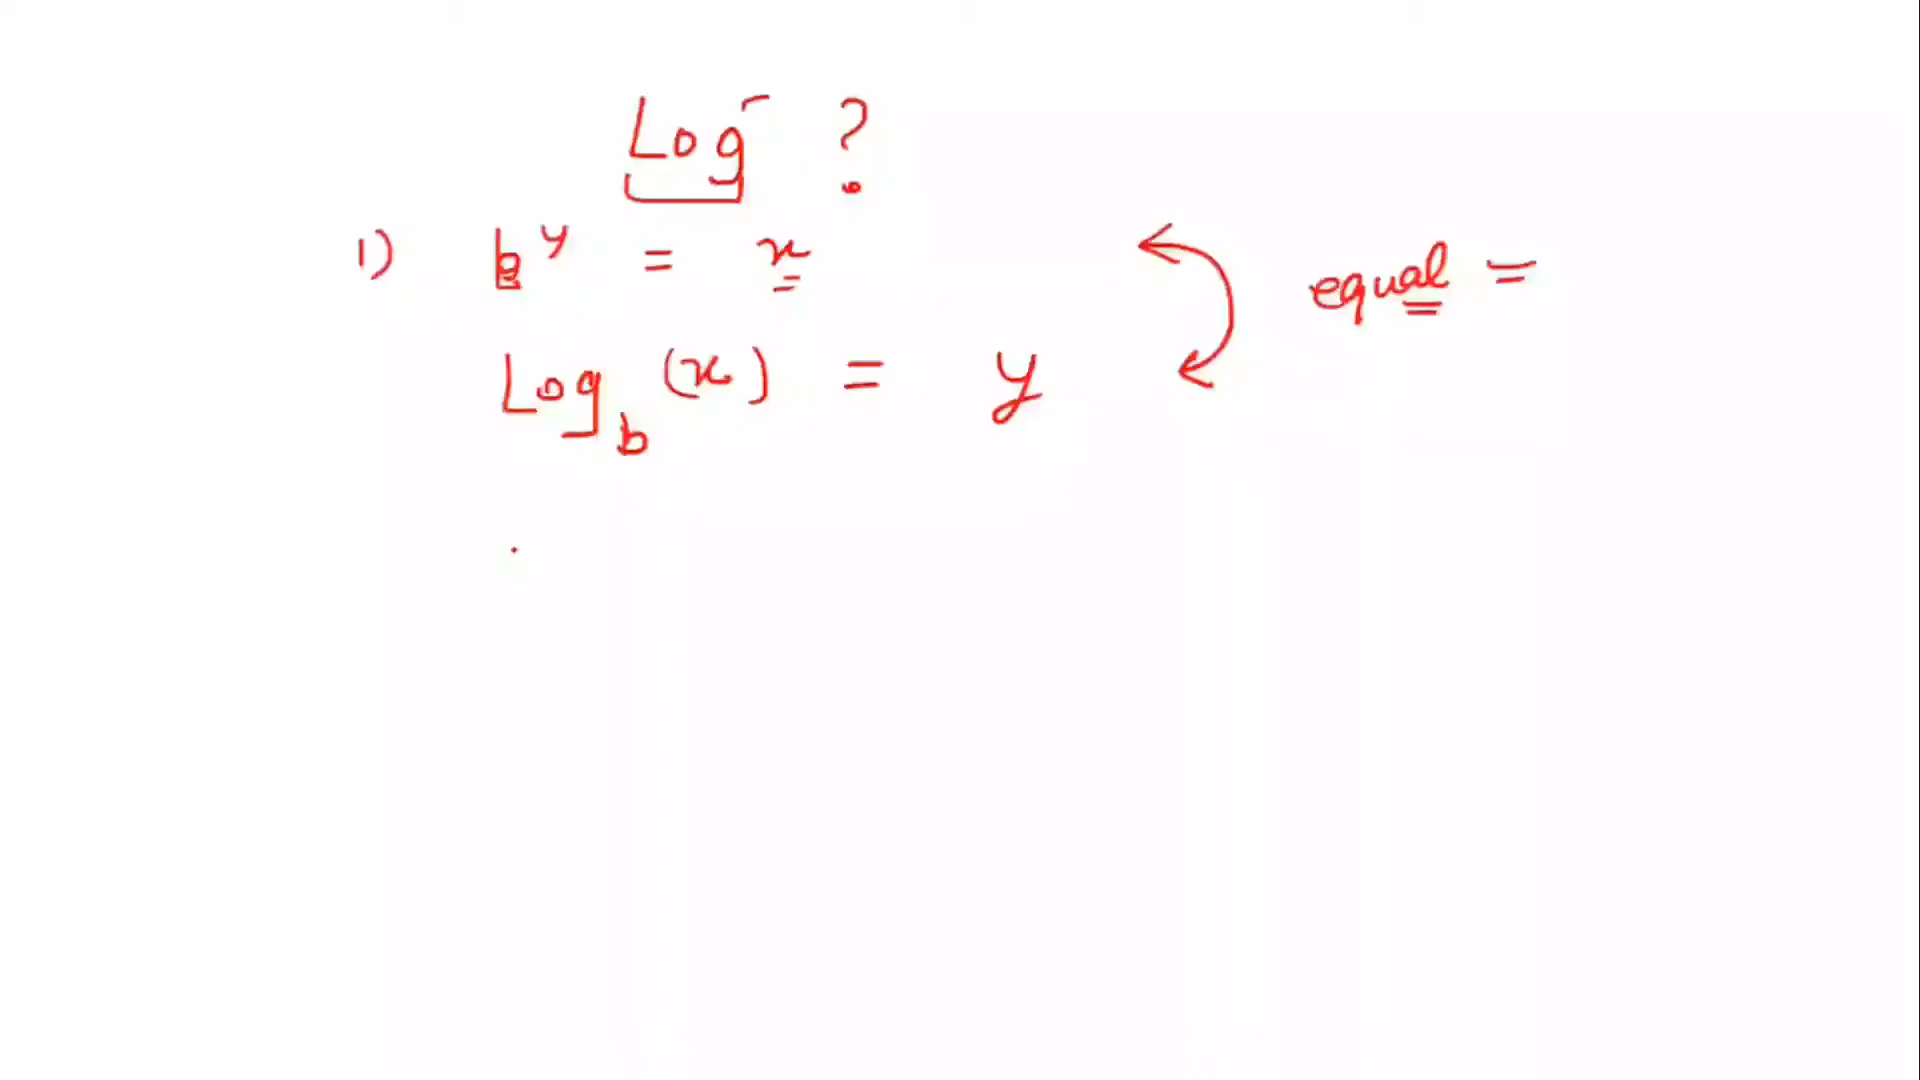 Log ?
1) b^y = x
Log_b (x) = y
equal =